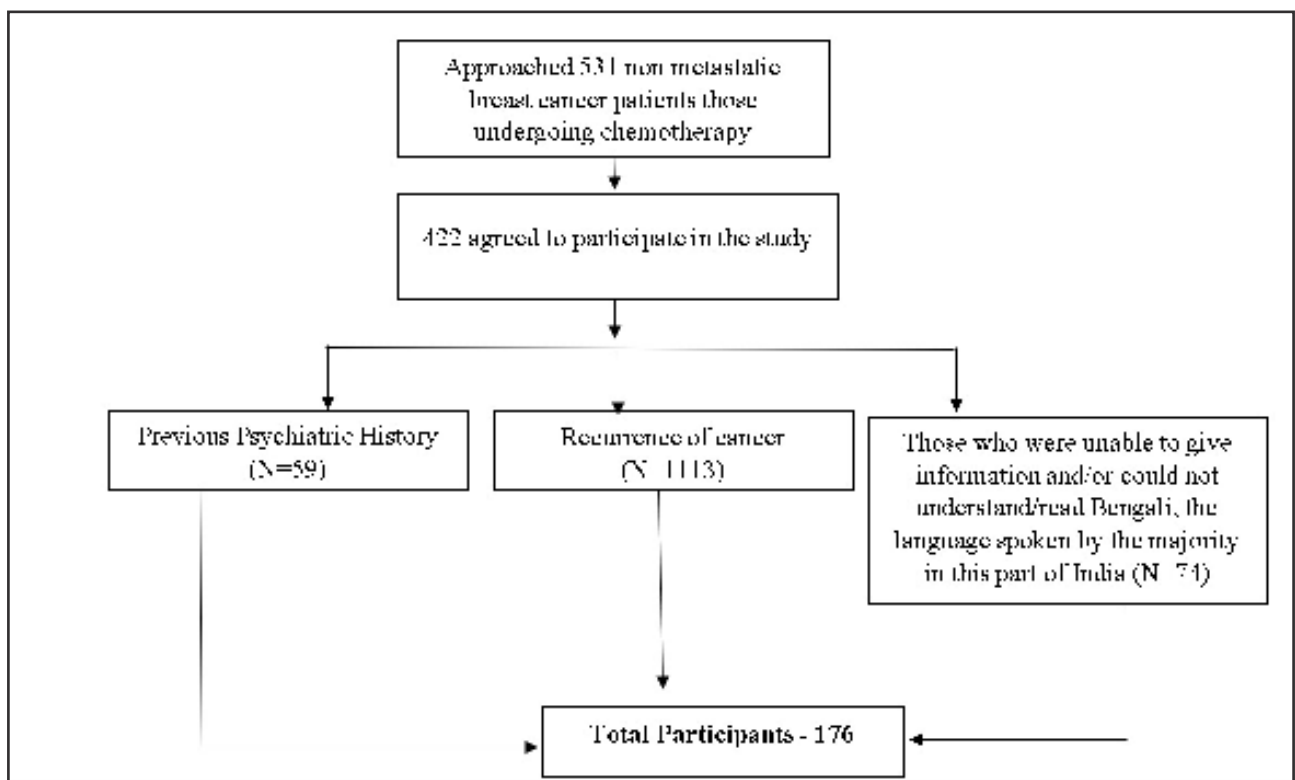 Approached 531 non metastatic
breast cancer patients those
undergoing chemotherapy
422 agreed to participate in the study
Previous Psychiatric History
(N=59)
Recurrence of cancer
(N=1113)
Those who were unable to give
information and/or could not
understand/read Bengali, the
language spoken by the majority
in this part of India (N=74)
Total Participants - 176